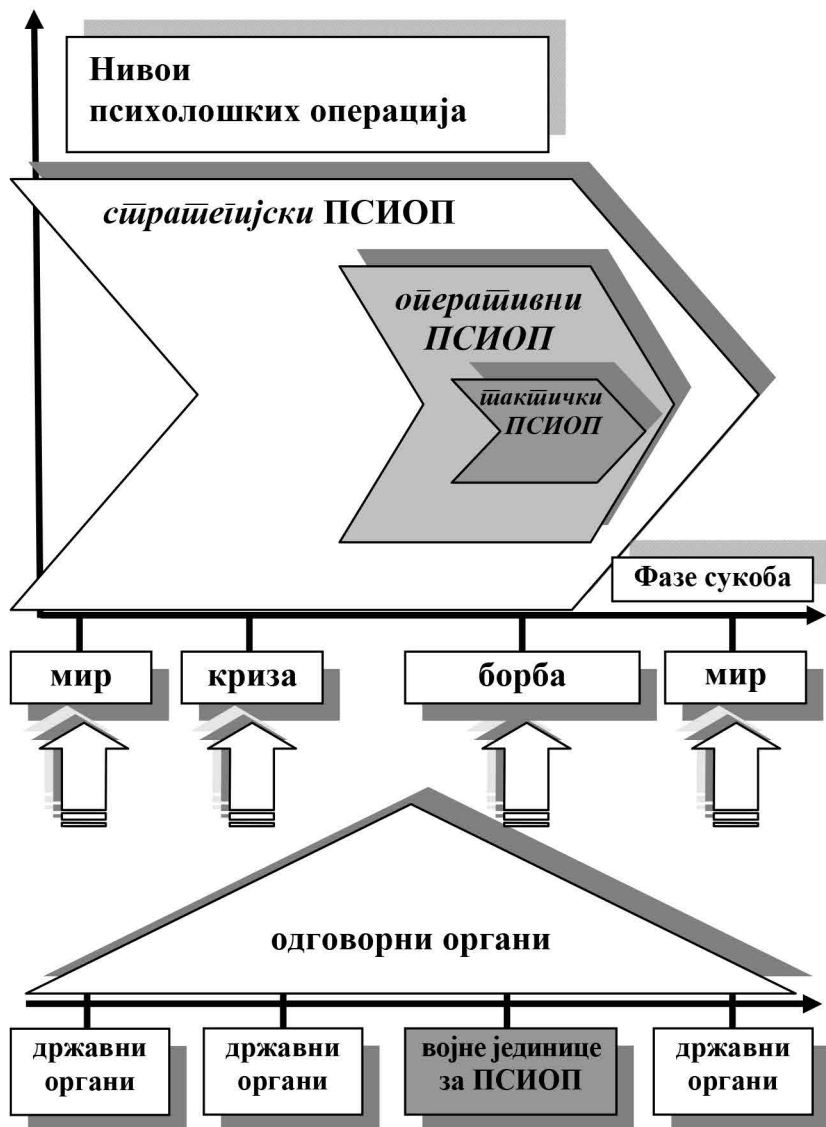 Нивои
психолошких операција
стратегијски ПСИОП
оперативни
ПСИОП
тактички
ПСИОП
Фазе сукоба
мир
криза
борба
мир
одговорни органи
државни
органи
државни
органи
војне јединице
за ПСИОП
државни
органи